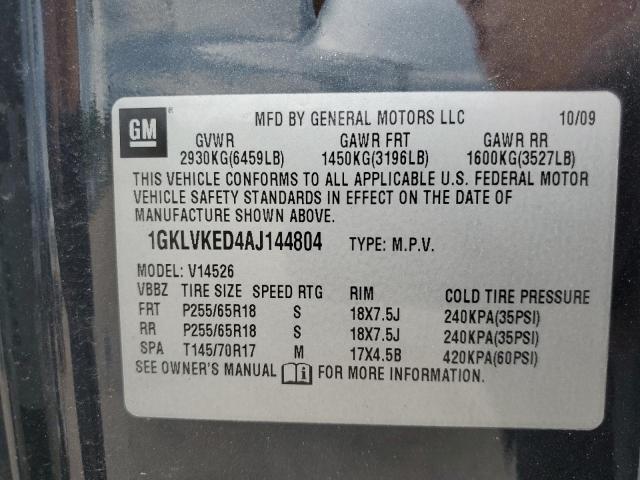 GM ® MFD BY GENERAL MOTORS LLC 10/09
GVWR GAWR FRT GAWR RR
2930KG(6459LB) 1450KG(3196LB) 1600KG(3527LB)
THIS VEHICLE CONFORMS TO ALL APPLICABLE U.S. FEDERAL MOTOR
VEHICLE SAFETY STANDARDS IN EFFECT ON THE DATE OF
MANUFACTURE SHOWN ABOVE.
1GKLVKED4AJ144804 TYPE: M.P.V.
MODEL: V14526
VBBZ TIRE SIZE SPEED RTG RIM COLD TIRE PRESSURE
FRT P255/65R18 S 18X7.5J 240KPA(35PSI)
RR P255/65R18 S 18X7.5J 240KPA(35PSI)
SPA T145/70R17 M 17X4.5B 420KPA(60PSI)
SEE OWNER'S MANUAL i FOR MORE INFORMATION.